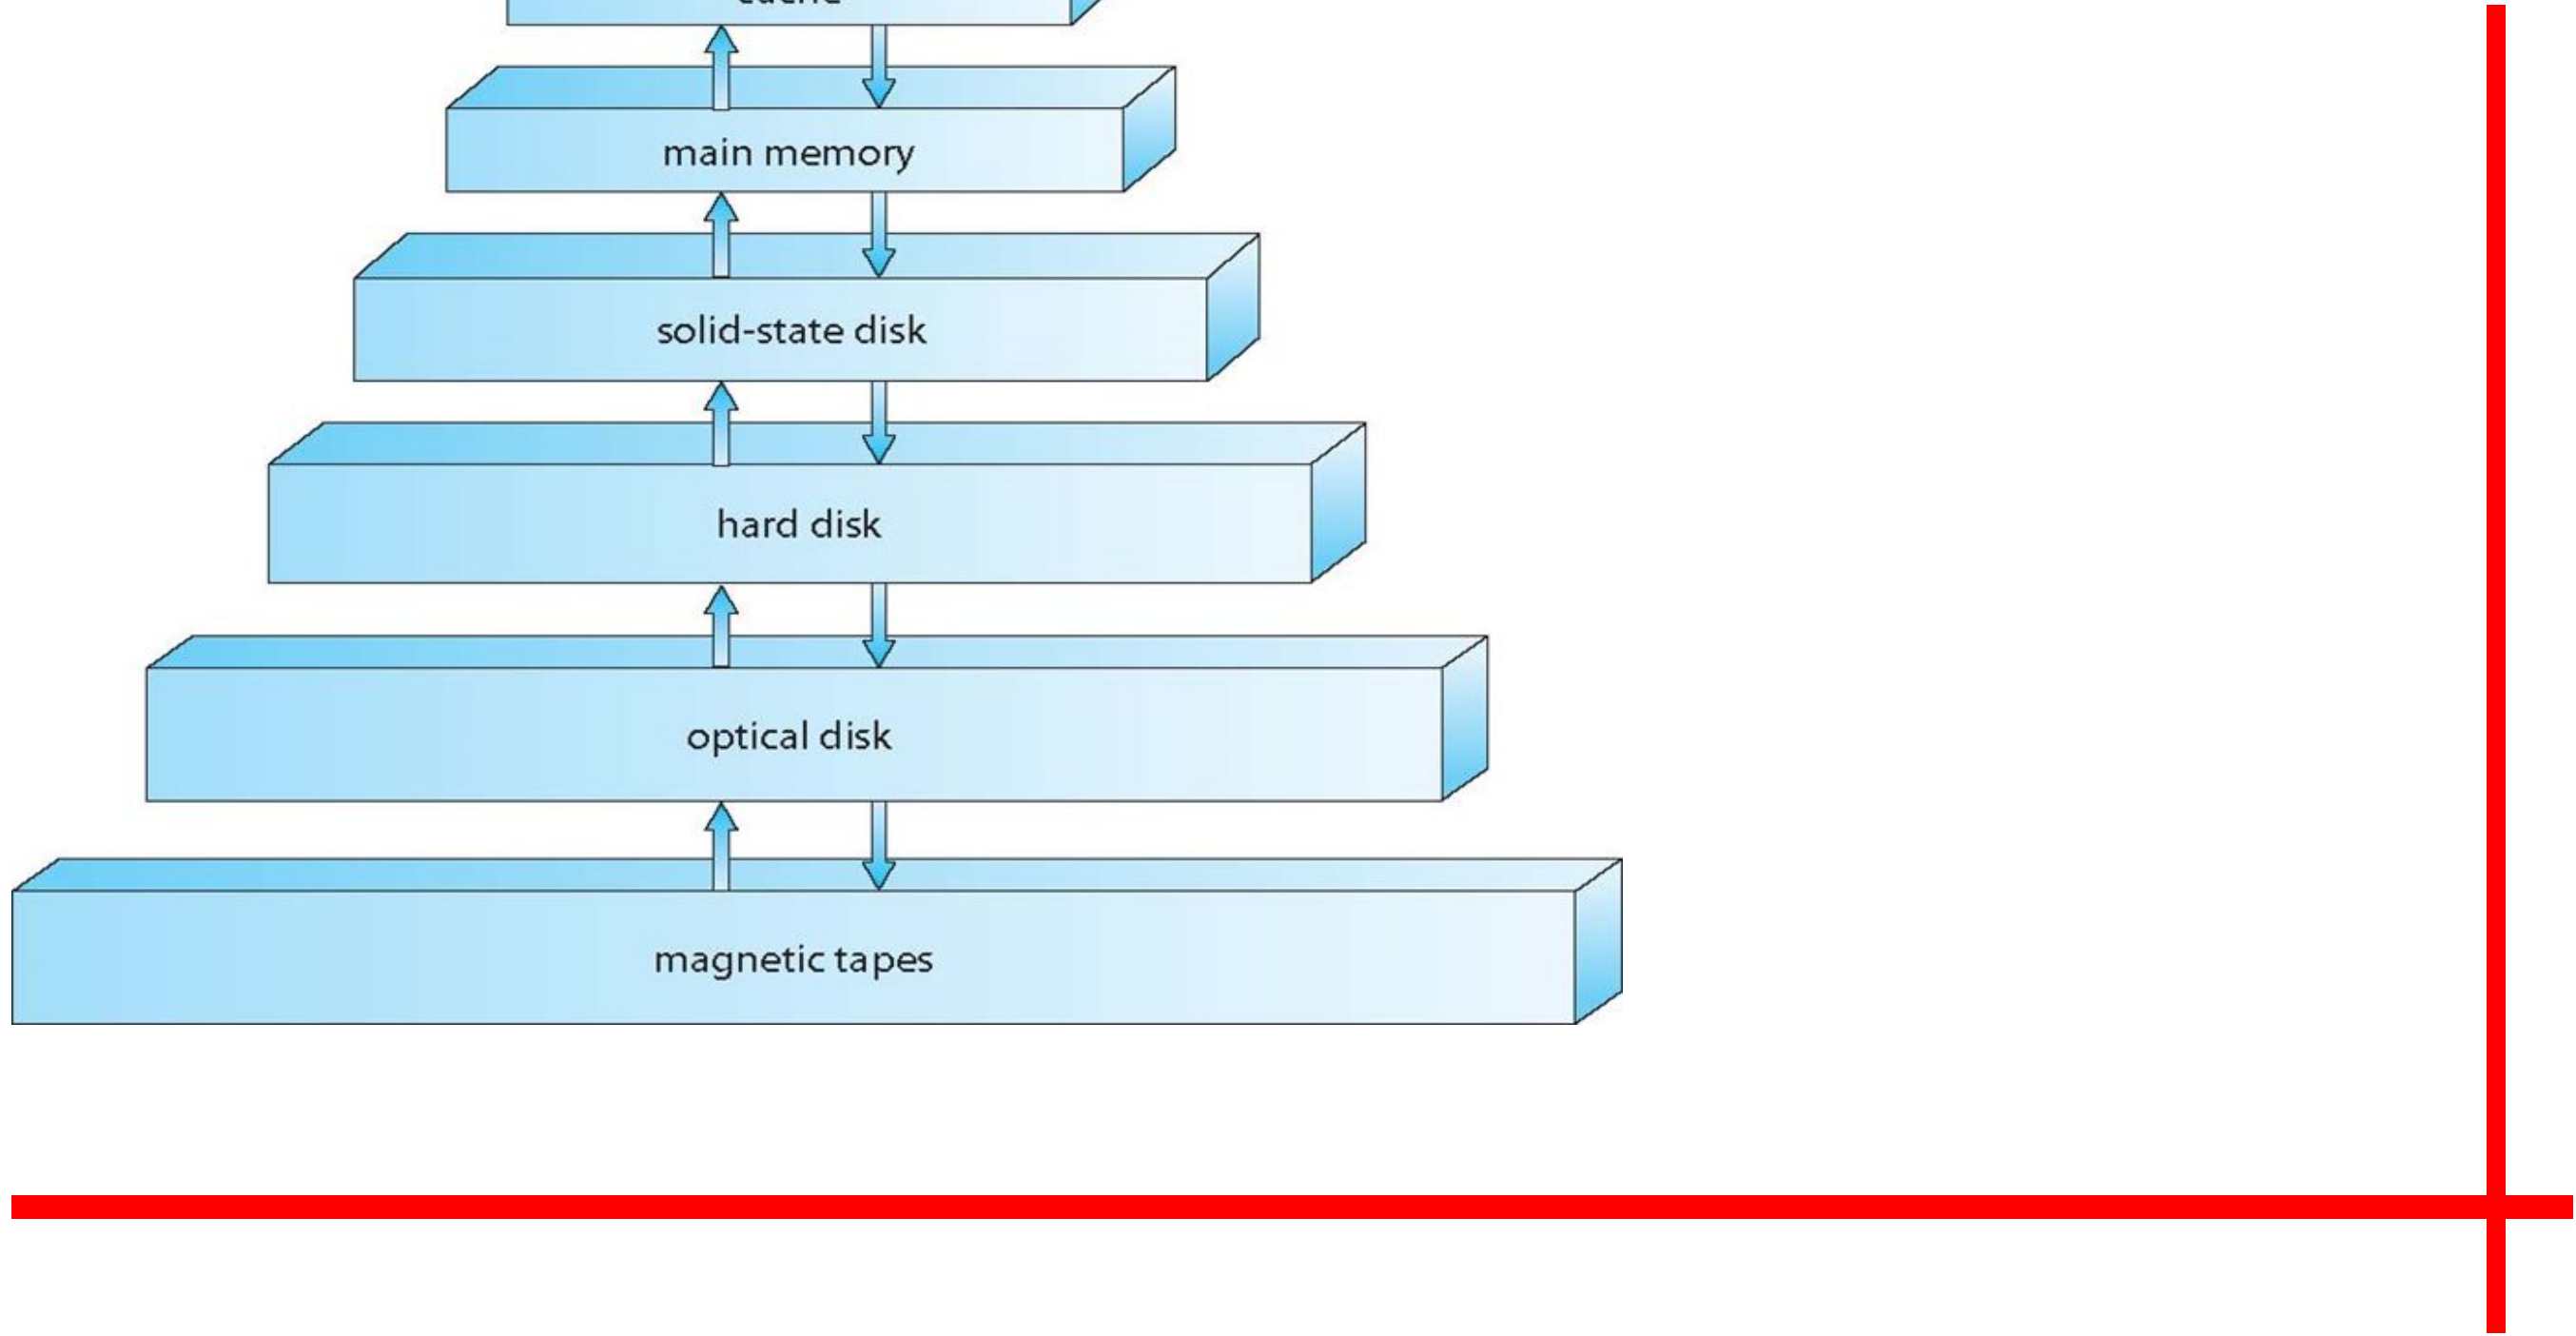 main memory
solid-state disk
hard disk
optical disk
magnetic tapes